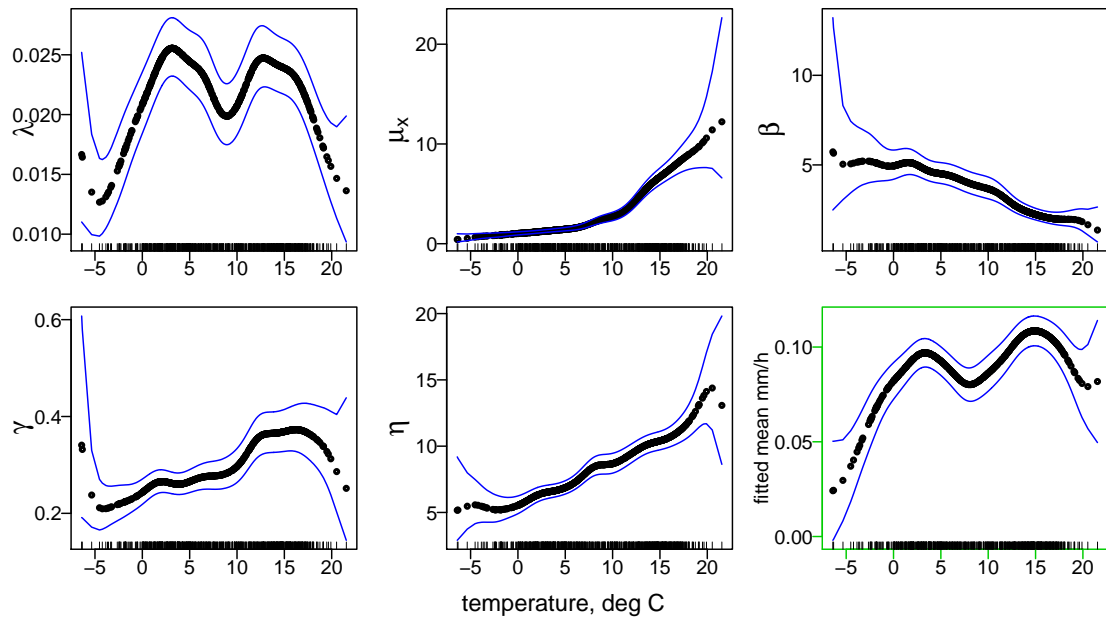 0.010 0.015 0.020 0.025
λ
−5 0 5 10 15 20
0 10 20
μx
−5 0 5 10 15 20
5 10
β
−5 0 5 10 15 20
0.2 0.4 0.6
γ
−5 0 5 10 15 20
5 10 15 20
η
−5 0 5 10 15 20
0.00 0.05 0.10
fitted mean mm/h
−5 0 5 10 15 20
temperature, deg C